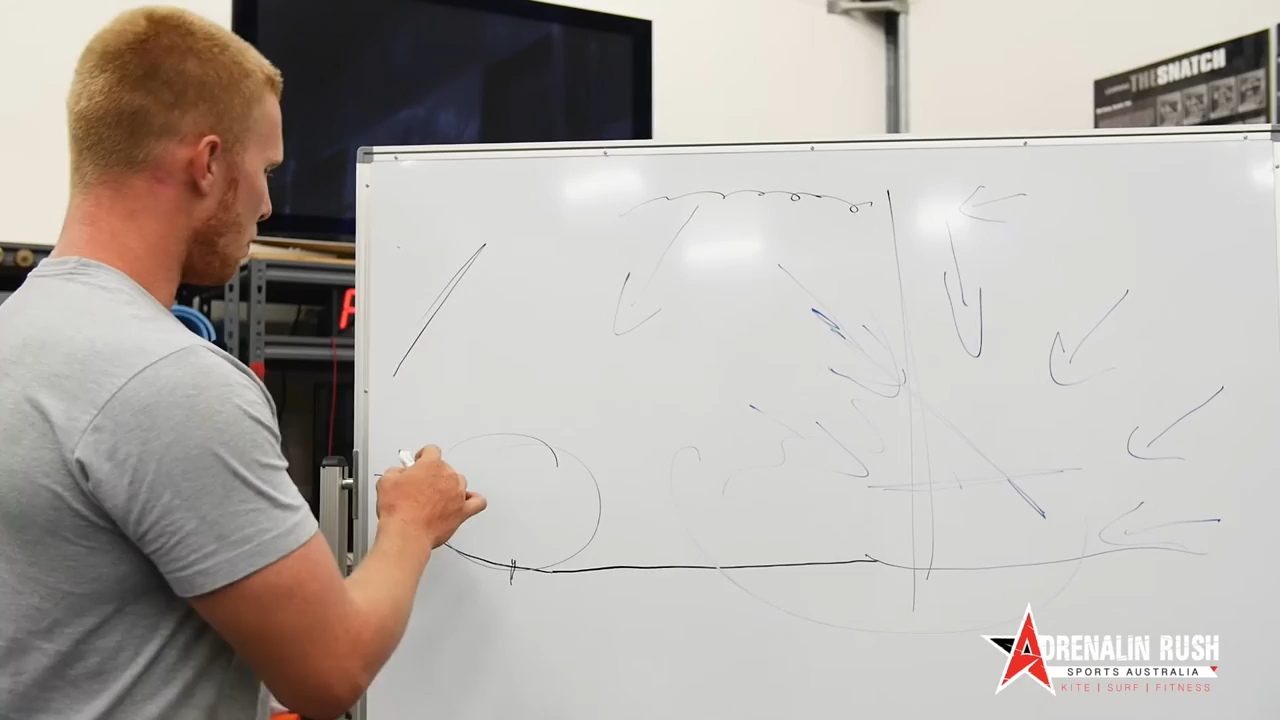 THE SNATCH
ADRENALIN RUSH
SPORTS AUSTRALIA
KITE | SURF | FITNESS